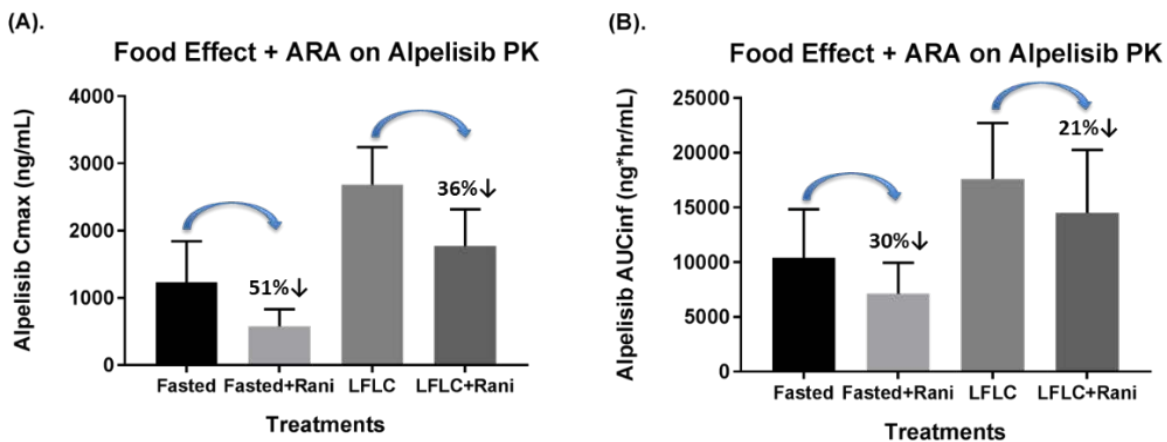 (A).
Food Effect + ARA on Alpelisib PK
Alpelisib Cmax (ng/mL)
4000
3000
2000
1000
0
51%↓
36%↓
Fasted
Fasted+Rani
LFLC
LFLC+Rani
Treatments
(B).
Food Effect + ARA on Alpelisib PK
Alpelisib AUCinf (ng*hr/mL)
25000
20000
15000
10000
5000
0
30%↓
21%↓
Fasted
Fasted+Rani
LFLC
LFLC+Rani
Treatments